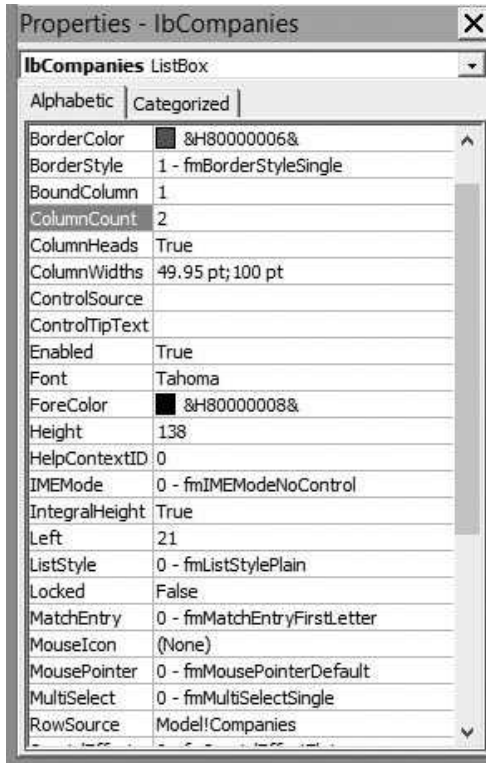 Properties - lbCompanies
lbCompanies ListBox
Alphabetic Categorized
BorderColor &H80000006&
BorderStyle 1 - fmBorderStyleSingle
BoundColumn 1
ColumnCount 2
ColumnHeads True
ColumnWidths 49.95 pt;100 pt
ControlSource
ControlTipText
Enabled True
Font Tahoma
ForeColor &H80000008&
Height 138
HelpContextID 0
IMEMode 0 - fmIMEModeNoControl
IntegralHeight True
Left 21
ListStyle 0 - fmListStylePlain
Locked False
MatchEntry 0 - fmMatchEntryFirstLetter
MouseIcon (None)
MousePointer 0 - fmMousePointerDefault
MultiSelect 0 - fmMultiSelectSingle
RowSource Model!Companies